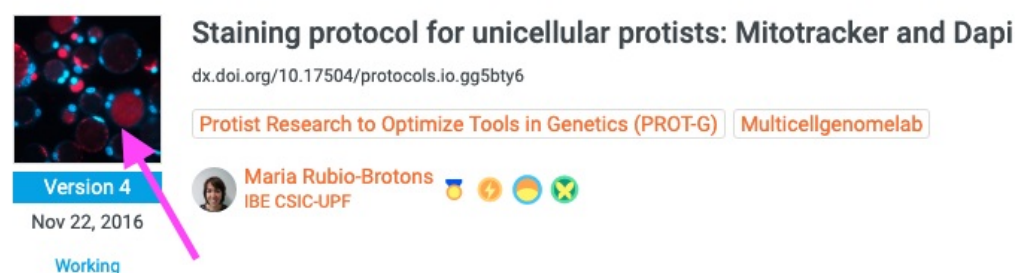 Staining protocol for unicellular protists: Mitotracker and Dapi
dx.doi.org/10.17504/protocols.io.gg5bty6
Protist Research to Optimize Tools in Genetics (PROT-G) Multicellgenomelab
Maria Rubio-Brotons
IBE CSIC-UPF
Version 4
Nov 22, 2016
Working